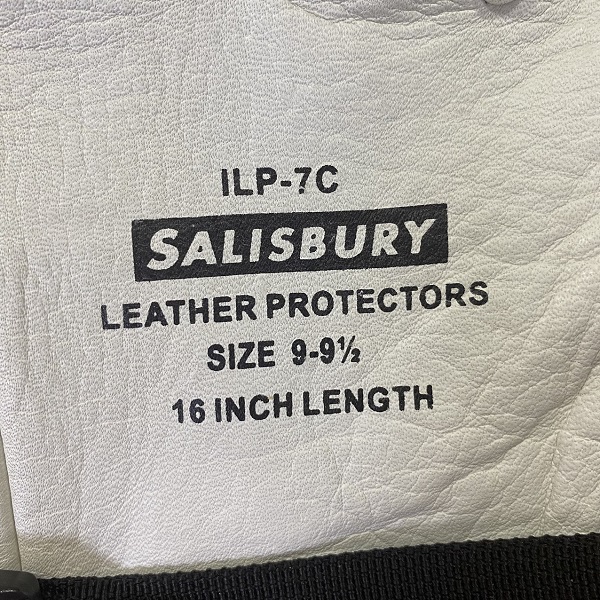 ILP-7C
SALISBURY
LEATHER PROTECTORS
SIZE 9-9½
16 INCH LENGTH